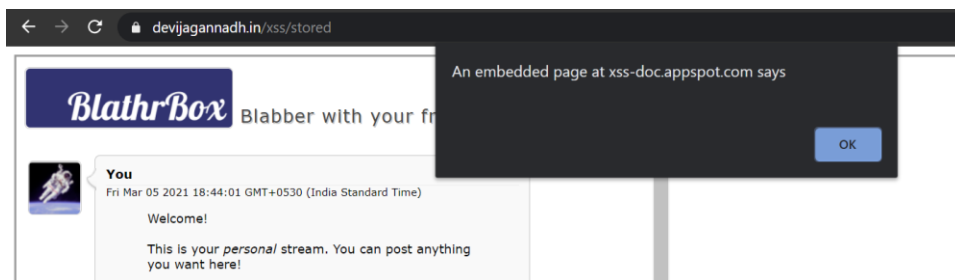 devijagannadh.in/xss/stored
An embedded page at xss-doc.appspot.com says
OK
BlathrBox Blabber with your fr
You
Fri Mar 05 2021 18:44:01 GMT+0530 (India Standard Time)
Welcome!
This is your personal stream. You can post anything
you want here!